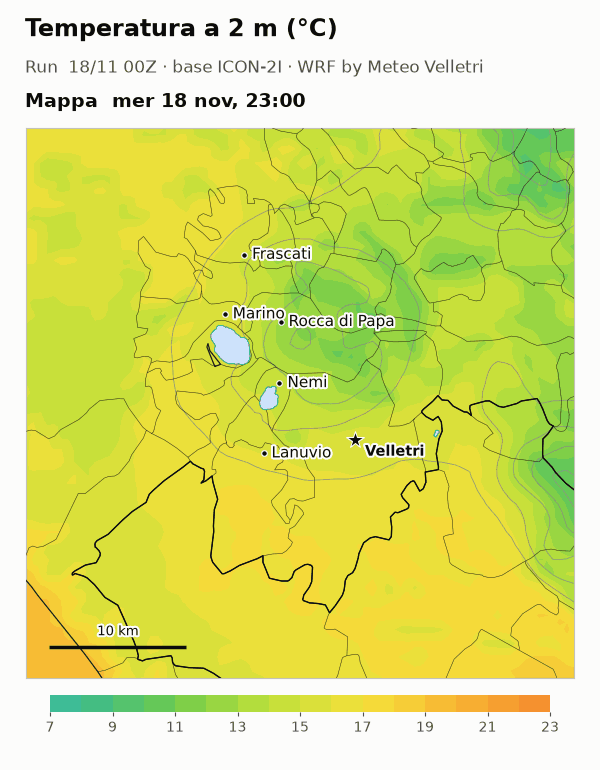 Temperatura a 2 m (°C)
Run  18/11 00Z · base ICON-2I · WRF by Meteo Velletri
Mappa  mer 18 nov, 23:00
Frascati
Marino
Rocca di Papa
Nemi
Velletri
Lanuvio
10 km
7 9 11 13 15 17 19 21 23